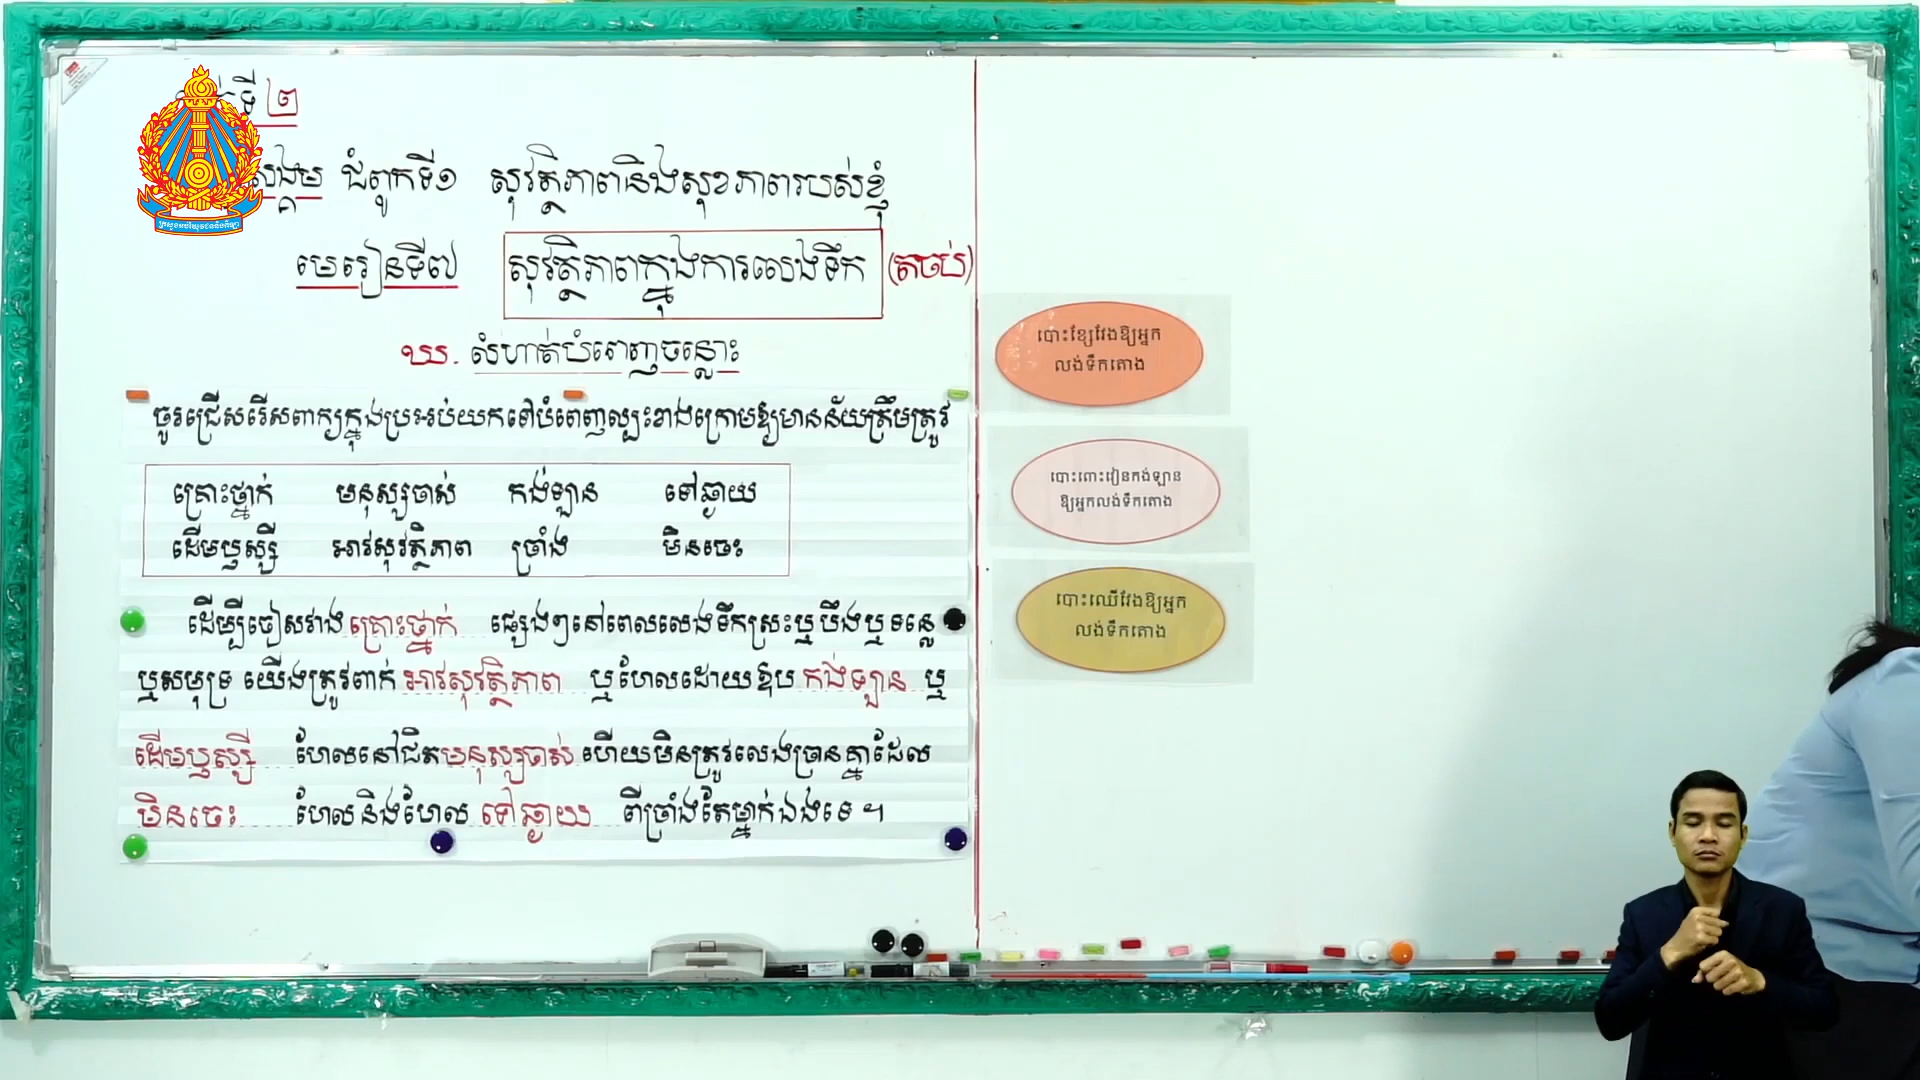 ទី ២
សង្គម ជំពូកទី១ សុវត្ថិភាពនិងសុខភាពរបស់ខ្ញុំ
មេរៀនទី៧ សុវត្ថិភាពក្នុងការលេងទឹក (តចប់)
ឃ. លំហាត់បំពេញចន្លោះ
ចូរជ្រើសរើសពាក្យក្នុងប្រអប់យកទៅបំពេញល្បះខាងក្រោមឱ្យមានន័យត្រឹមត្រូវ
គ្រោះថ្នាក់ មនុស្សចាស់ កង់ឡាន ទៅឆ្ងាយ
ដើមឬស្សី អាវសុវត្ថិភាព ច្រាំង មិនចេះ
ដើម្បីចៀសវាង គ្រោះថ្នាក់ ផ្សេងៗនៅពេលលេងទឹកស្រះឬបឹងឬទន្លេ
ឬសមុទ្រ យើងត្រូវពាក់ អាវសុវត្ថិភាព ឬហែលដោយឱប កង់ឡាន ឬ
ដើមឬស្សី ហែលនៅជិតមនុស្សចាស់ ហើយមិនត្រូវលេងច្រានគ្នាដែល
មិនចេះ ហែលនិងហែល ទៅឆ្ងាយ ពីច្រាំងតែម្នាក់ឯងទេ ។
បោះខ្សែវែងឱ្យអ្នក
លង់ទឹកតោង
បោះពោះវៀនកង់ឡាន
ឱ្យអ្នកលង់ទឹកតោង
បោះឈើវែងឱ្យអ្នក
លង់ទឹកតោង